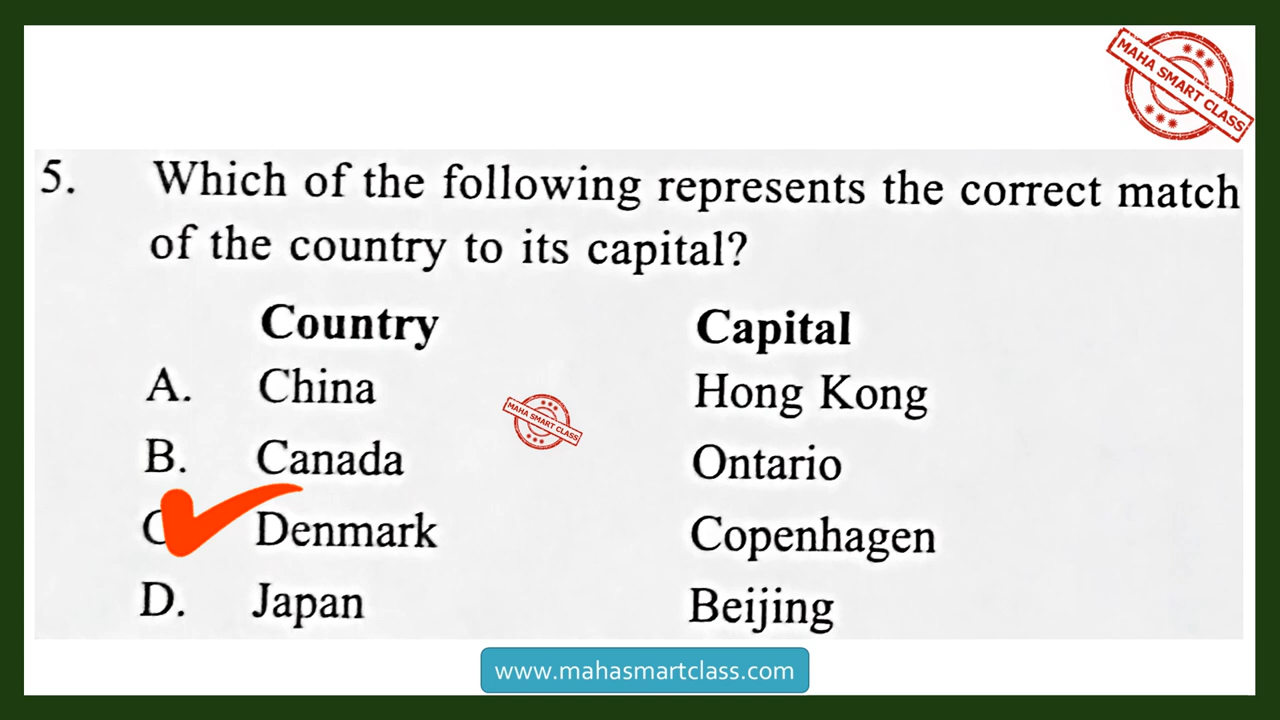 MAHA SMART CLASS
5. Which of the following represents the correct match
of the country to its capital?
Country Capital
A. China Hong Kong
MAHA SMART CLASS
B. Canada Ontario
C Denmark Copenhagen
D. Japan Beijing
www.mahasmartclass.com